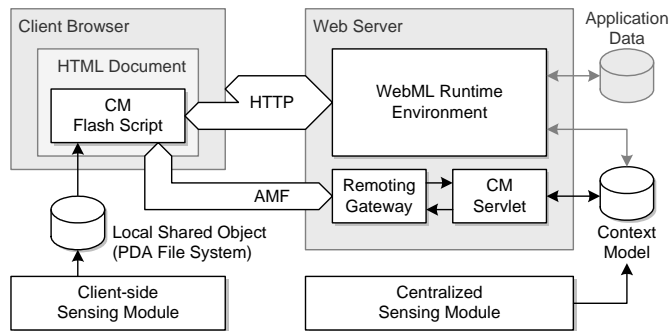 Client Browser
HTML Document
CM
Flash Script
HTTP
Web Server
WebML Runtime
Environment
Application
Data
AMF
Remoting
Gateway
CM
Servlet
Context
Model
Local Shared Object
(PDA File System)
Client-side
Sensing Module
Centralized
Sensing Module